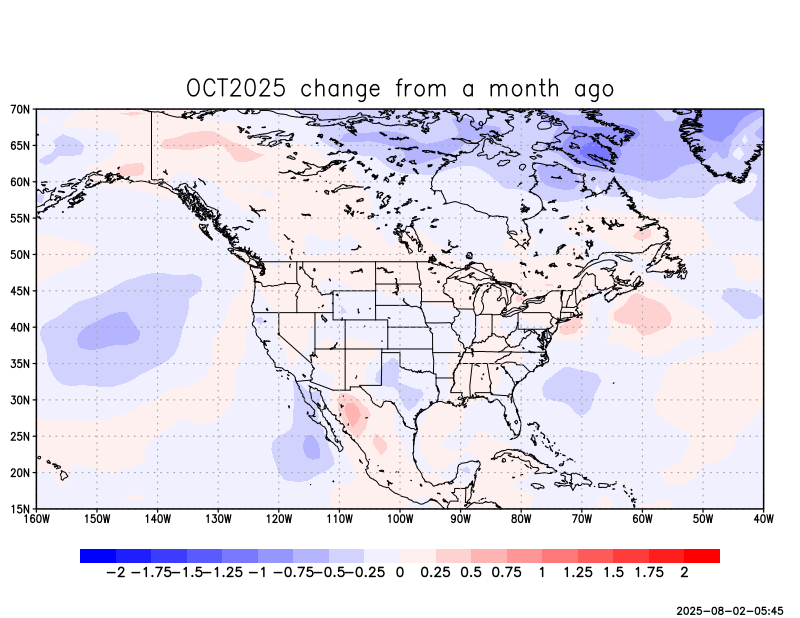 OCT2025 change from a month ago
70N
65N
60N
55N
50N
45N
40N
35N
30N
25N
20N
15N
160W 150W 140W 130W 120W 110W 100W 90W 80W 70W 60W 50W 40W
-2 -1.75 -1.5 -1.25 -1 -0.75 -0.5 -0.25 0 0.25 0.5 0.75 1 1.25 1.5 1.75 2
2025-08-02-05:45